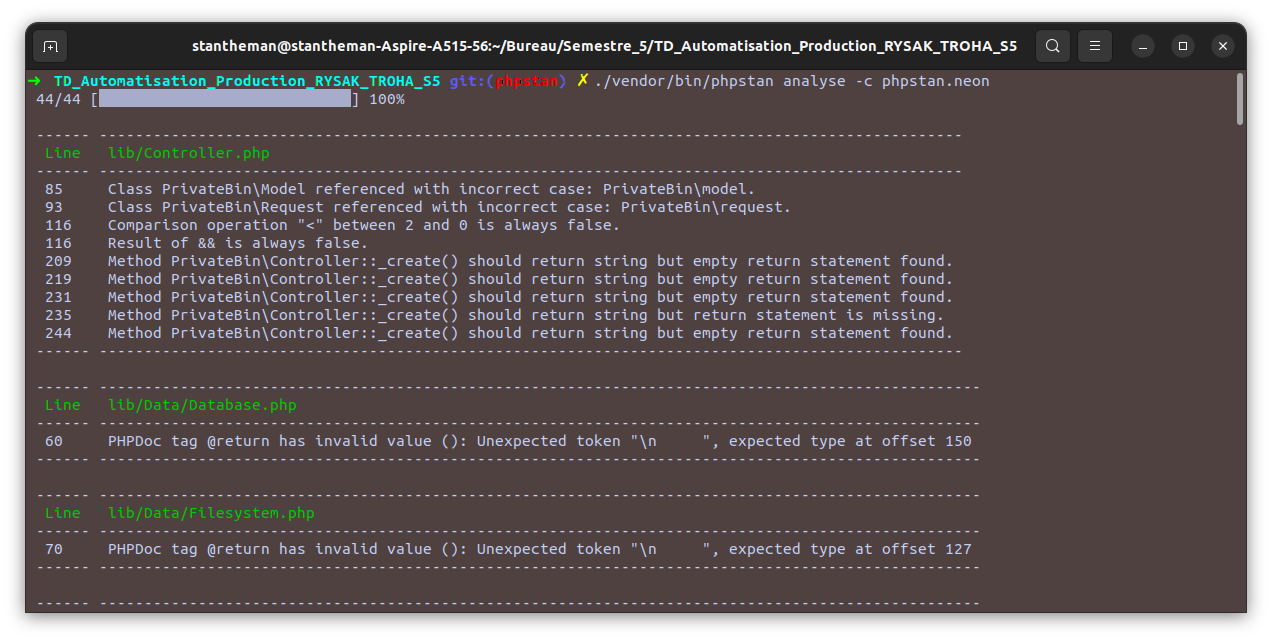 stantheman@stantheman-Aspire-A515-56:~/Bureau/Semestre_5/TD_Automatisation_Production_RYSAK_TROHA_S5
➜ TD_Automatisation_Production_RYSAK_TROHA_S5 git:(phpstan) ✗ ./vendor/bin/phpstan analyse -c phpstan.neon
44/44 [▓▓▓▓▓▓▓▓▓▓▓▓▓▓▓▓▓▓▓▓▓▓▓▓▓▓▓▓] 100%
------ ------------------------------------------------------------------------------------------------
Line lib/Controller.php
------ ------------------------------------------------------------------------------------------------
85 Class PrivateBin\Model referenced with incorrect case: PrivateBin\model.
93 Class PrivateBin\Request referenced with incorrect case: PrivateBin\request.
116 Comparison operation "<" between 2 and 0 is always false.
116 Result of && is always false.
209 Method PrivateBin\Controller::_create() should return string but empty return statement found.
219 Method PrivateBin\Controller::_create() should return string but empty return statement found.
231 Method PrivateBin\Controller::_create() should return string but empty return statement found.
235 Method PrivateBin\Controller::_create() should return string but return statement is missing.
244 Method PrivateBin\Controller::_create() should return string but empty return statement found.
------ ------------------------------------------------------------------------------------------------
------ --------------------------------------------------------------------------------------------------
Line lib/Data/Database.php
------ --------------------------------------------------------------------------------------------------
60 PHPDoc tag @return has invalid value (): Unexpected token "\n     ", expected type at offset 150
------ --------------------------------------------------------------------------------------------------
------ --------------------------------------------------------------------------------------------------
Line lib/Data/Filesystem.php
------ --------------------------------------------------------------------------------------------------
70 PHPDoc tag @return has invalid value (): Unexpected token "\n     ", expected type at offset 127
------ --------------------------------------------------------------------------------------------------
------ --------------------------------------------------------------------------------------------------